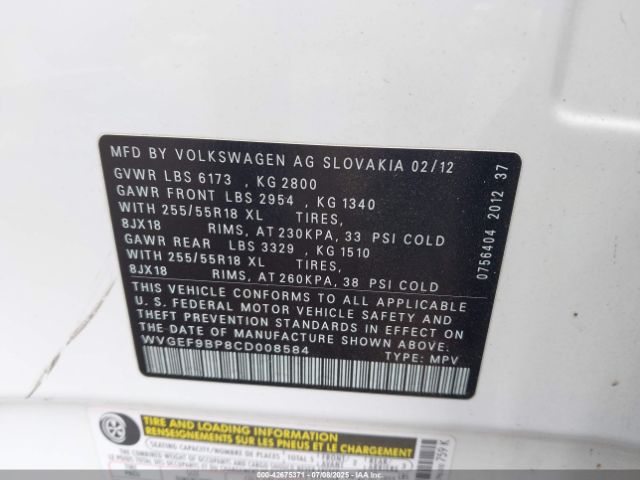 MFD BY VOLKSWAGEN AG SLOVAKIA 02/12
GVWR LBS 6173 , KG 2800
GAWR FRONT LBS 2954 , KG 1340
WITH 255/55R18 XL TIRES,
8JX18 RIMS, AT 230KPA, 33 PSI COLD
GAWR REAR LBS 3329 , KG 1510
WITH 255/55R18 XL TIRES,
8JX18 RIMS, AT 260KPA, 38 PSI COLD
THIS VEHICLE CONFORMS TO ALL APPLICABLE
U. S. FEDERAL MOTOR VEHICLE SAFETY AND
THEFT PREVENTION STANDARDS IN EFFECT ON
THE DATE OF MANUFACTURE SHOWN ABOVE
WVGEF9BP8CD008584
TYPE: MPV
0756404 2012 37
TIRE AND LOADING INFORMATION
RENSEIGNEMENTS SUR LES PNEUS ET LE CHARGEMENT
759 K
© 42675371 | 07/08/2025 | IAAI.COM